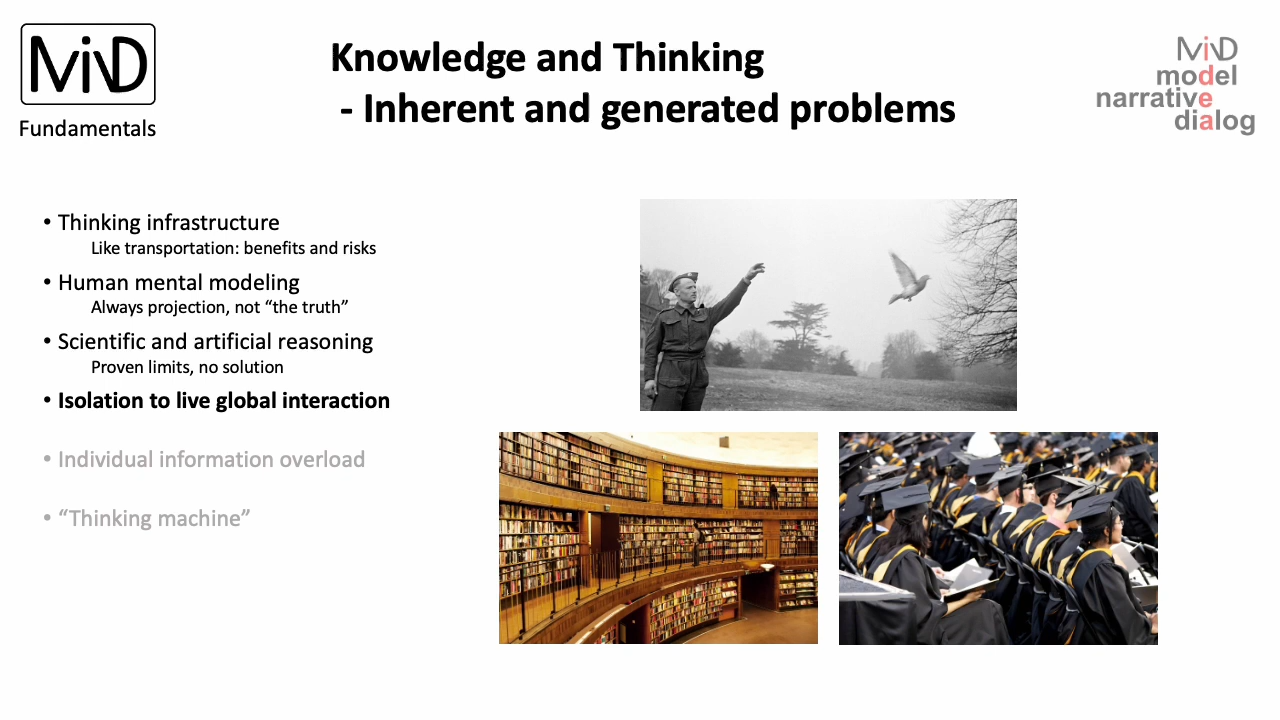 MiND
Fundamentals
Knowledge and Thinking
- Inherent and generated problems
MiND
model
narrative
dialog
• Thinking infrastructure
Like transportation: benefits and risks
• Human mental modeling
Always projection, not “the truth”
• Scientific and artificial reasoning
Proven limits, no solution
• Isolation to live global interaction
• Individual information overload
• “Thinking machine”